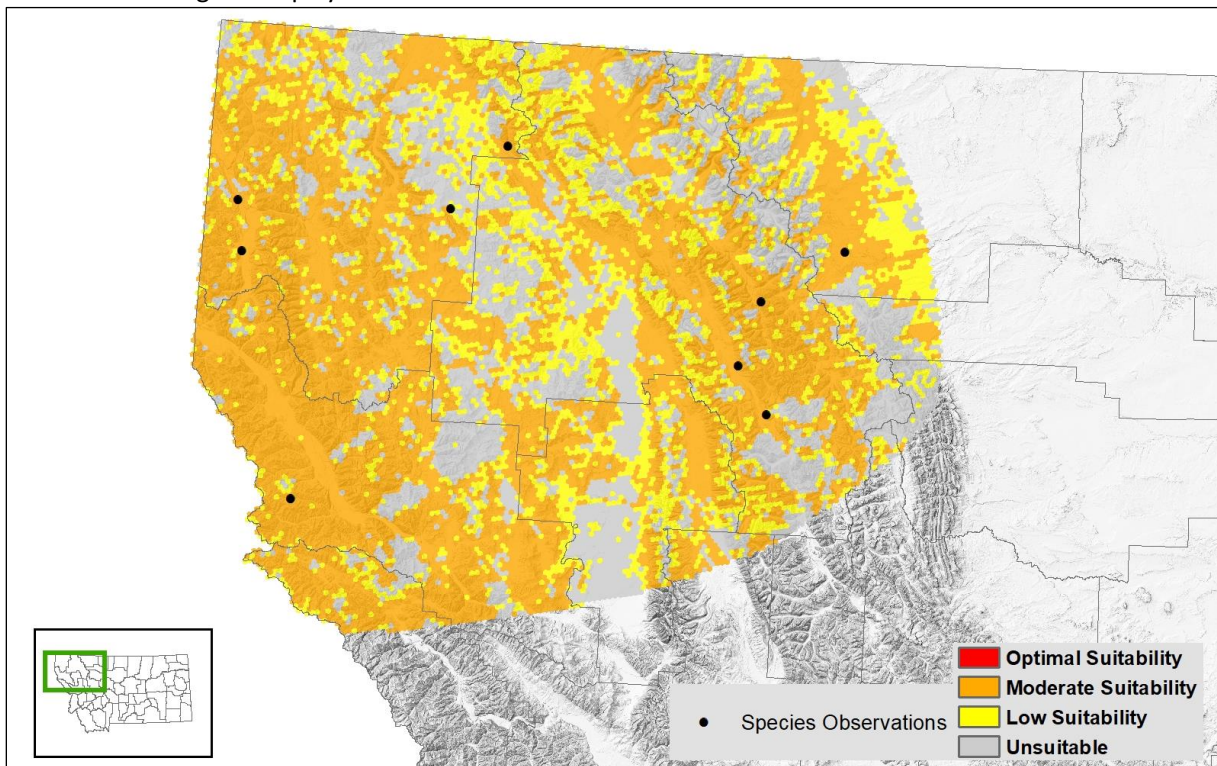 Species Observations
Optimal Suitability
Moderate Suitability
Low Suitability
Unsuitable